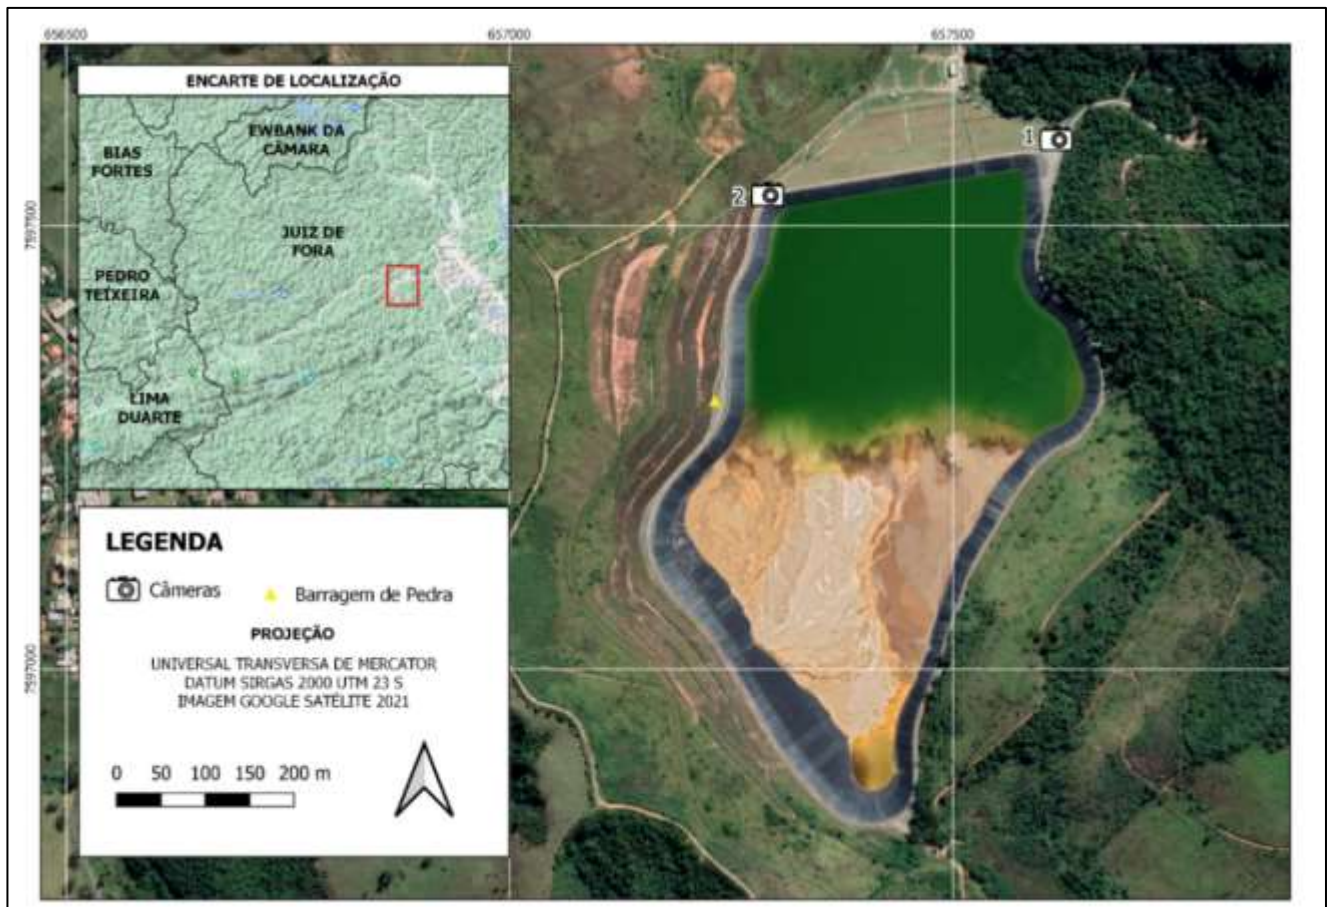 656500
657000
657500
ENCARTE DE LOCALIZAÇÃO
EWBANK DA
CÂMARA
BIAS
FORTES
JUIZ DE
FORA
PEDRO
TEIXEIRA
LIMA
DUARTE
7597500
1
2
LEGENDA
Câmeras
Barragem de Pedra
PROJEÇÃO
UNIVERSAL TRANSVERSA DE MERCATOR
DATUM SIRGAS 2000 UTM 23 S
IMAGEM GOOGLE SATÉLITE 2021
7597000
0 50 100 150 200 m